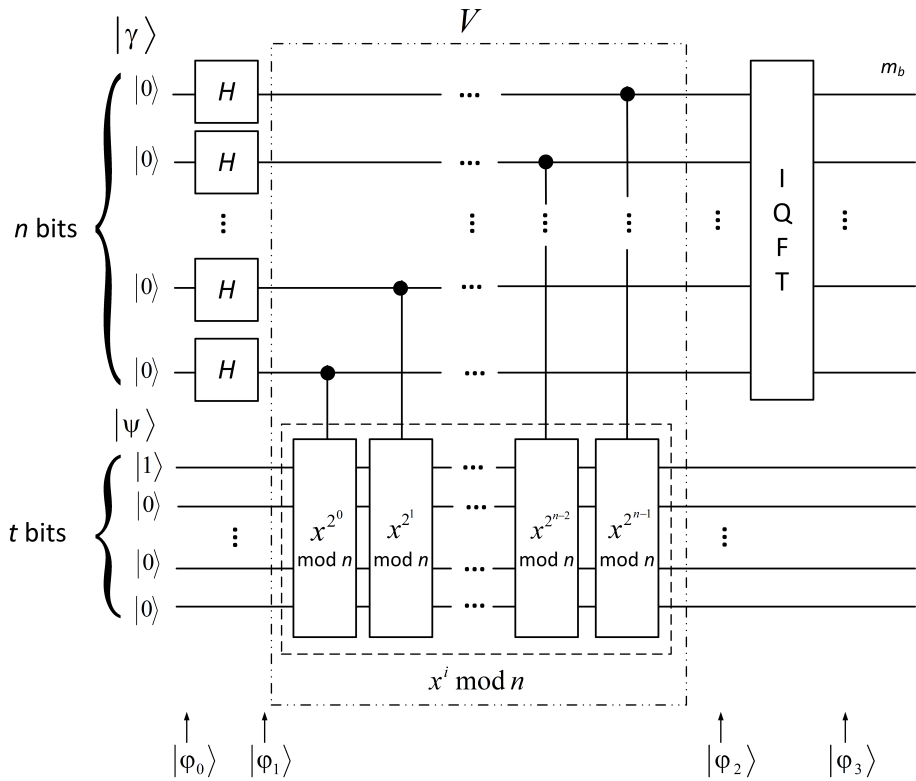 |γ⟩ V
|0⟩ H ... m_b
|0⟩ H ...
n bits ⋮ ⋮ ⋮ ⋮ ⋮ ⋮ I Q F T
|0⟩ H ...
|0⟩ H ...
|ψ⟩
|1⟩ ...
|0⟩ ...
t bits ⋮ x^{2^0} mod n x^{2^1} mod n x^{2^{n-2}} mod n x^{2^{n-1}} mod n ⋮
|0⟩ ...
|0⟩ ...
x^i mod n
|φ₀⟩ |φ₁⟩ |φ₂⟩ |φ₃⟩